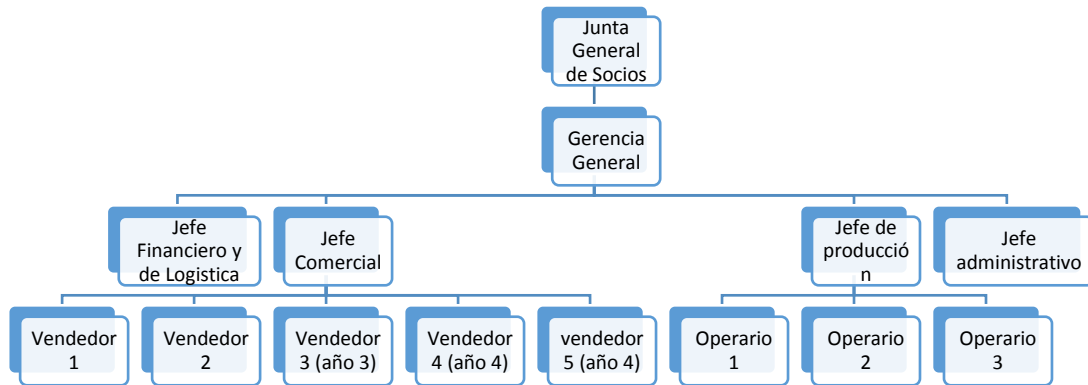 Junta
General
de Socios
Gerencia
General
Jefe
Financiero y
de Logistica
Jefe
Comercial
Jefe de
producció
n
Jefe
administrativo
Vendedor
1
Vendedor
2
Vendedor
3 (año 3)
Vendedor
4 (año 4)
vendedor
5 (año 4)
Operario
1
Operario
2
Operario
3